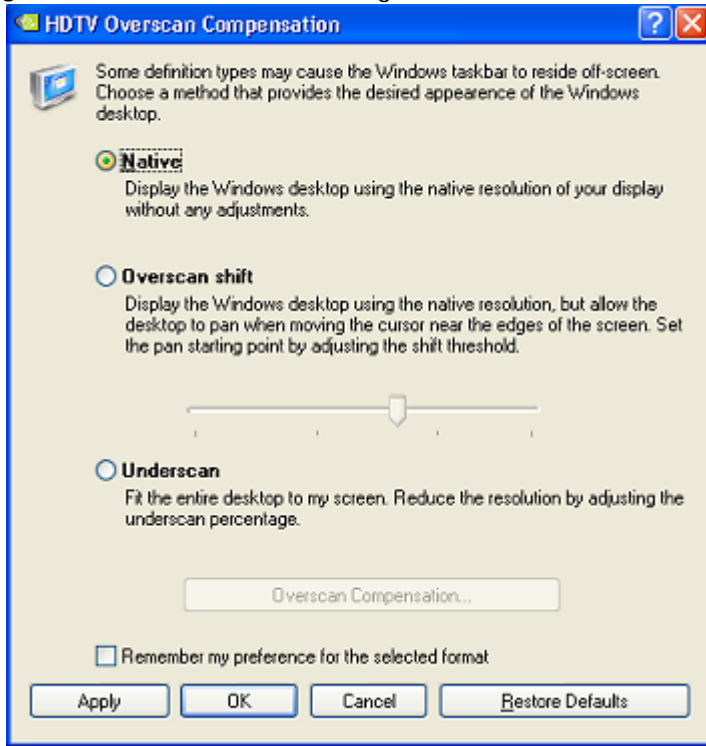 HDTV Overscan Compensation
Some definition types may cause the Windows taskbar to reside off-screen.
Choose a method that provides the desired appearence of the Windows
desktop.
Native
Display the Windows desktop using the native resolution of your display
without any adjustments.
Overscan shift
Display the Windows desktop using the native resolution, but allow the
desktop to pan when moving the cursor near the edges of the screen. Set
the pan starting point by adjusting the shift threshold.
Underscan
Fit the entire desktop to my screen. Reduce the resolution by adjusting the
underscan percentage.
Overscan Compensation...
Remember my preference for the selected format
Apply OK Cancel Restore Defaults